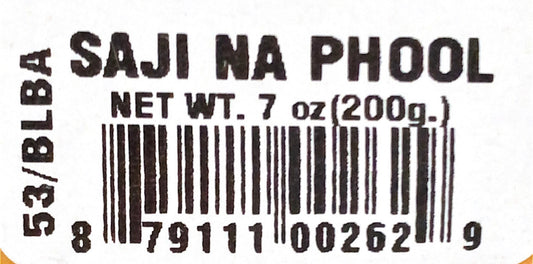 SAJI NA PHOOL
NET WT. 7 oz(200g.)
53/BLBA
8 79111 00262 9